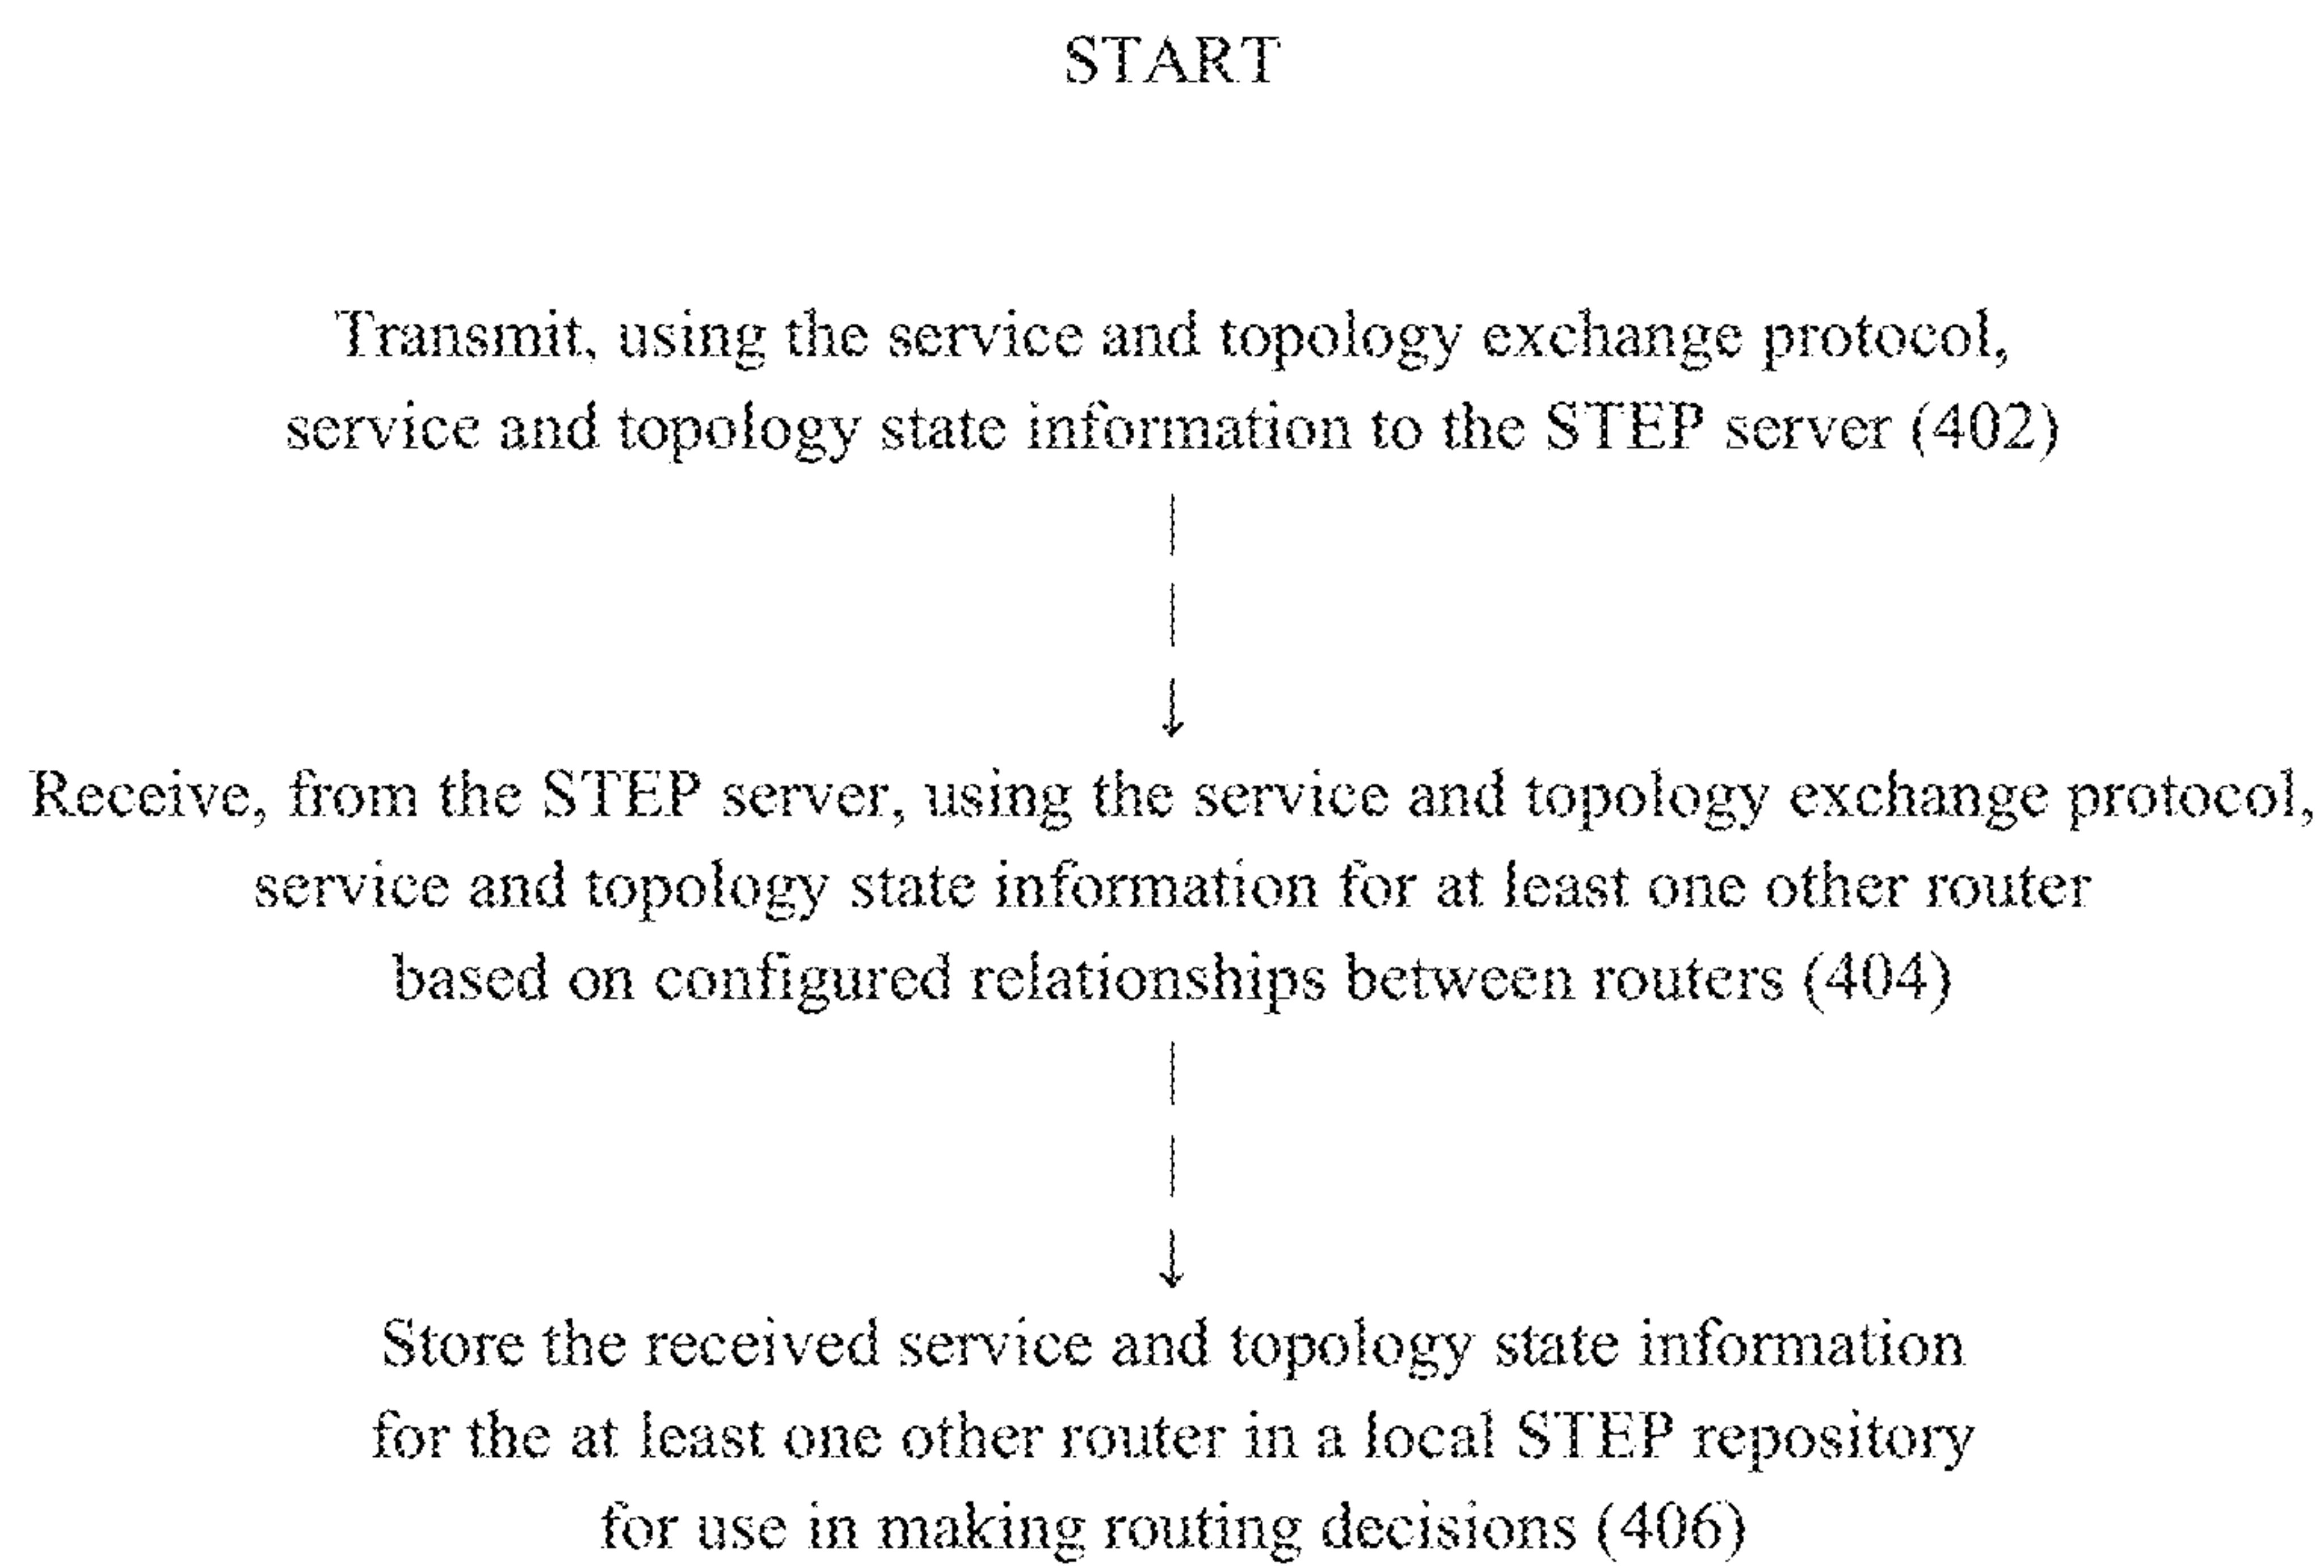 START
Transmit, using the service and topology exchange protocol,
service and topology state information to the STEP server (402)
Receive, from the STEP server, using the service and topology exchange protocol,
service and topology state information for at least one other router
based on configured relationships between routers (404)
Store the received service and topology state information
for the at least one other router in a local STEP repository
for use in making routing decisions (406)